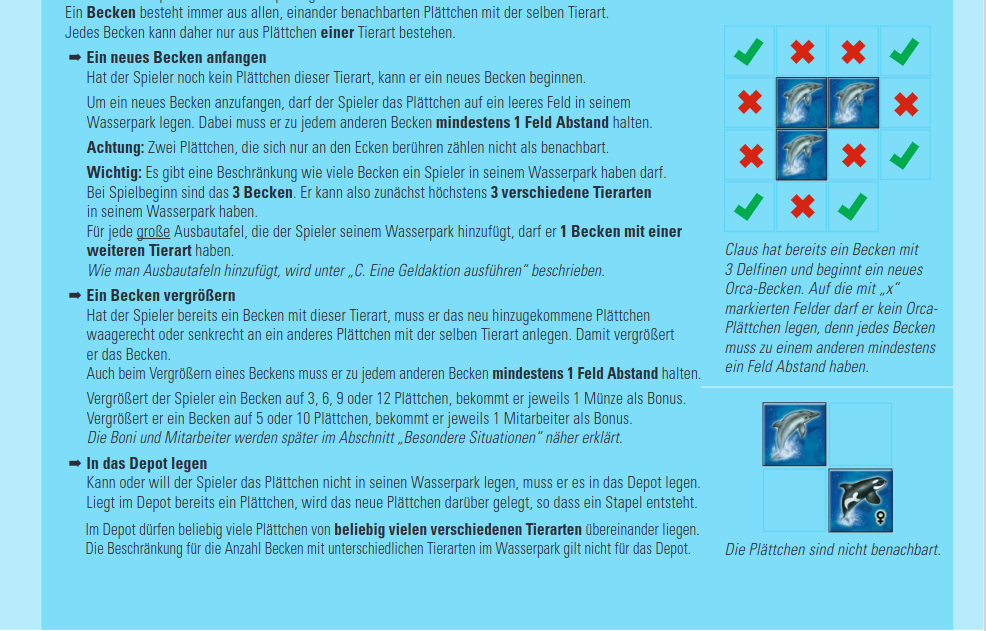 Ein Becken besteht immer aus allen, einander benachbarten Plättchen mit der selben Tierart.
Jedes Becken kann daher nur aus Plättchen einer Tierart bestehen.
➡ Ein neues Becken anfangen
Hat der Spieler noch kein Plättchen dieser Tierart, kann er ein neues Becken beginnen.
Um ein neues Becken anzufangen, darf der Spieler das Plättchen auf ein leeres Feld in seinem
Wasserpark legen. Dabei muss er zu jedem anderen Becken mindestens 1 Feld Abstand halten.
Achtung: Zwei Plättchen, die sich nur an den Ecken berühren zählen nicht als benachbart.
Wichtig: Es gibt eine Beschränkung wie viele Becken ein Spieler in seinem Wasserpark haben darf.
Bei Spielbeginn sind das 3 Becken. Er kann also zunächst höchstens 3 verschiedene Tierarten
in seinem Wasserpark haben.
Für jede große Ausbautafel, die der Spieler seinem Wasserpark hinzufügt, darf er 1 Becken mit einer
weiteren Tierart haben.
Wie man Ausbautafeln hinzufügt, wird unter „C. Eine Geldaktion ausführen“ beschrieben.
➡ Ein Becken vergrößern
Hat der Spieler bereits ein Becken mit dieser Tierart, muss er das neu hinzugekommene Plättchen
waagerecht oder senkrecht an ein anderes Plättchen mit der selben Tierart anlegen. Damit vergrößert
er das Becken.
Auch beim Vergrößern eines Beckens muss er zu jedem anderen Becken mindestens 1 Feld Abstand halten.
Vergrößert der Spieler ein Becken auf 3, 6, 9 oder 12 Plättchen, bekommt er jeweils 1 Münze als Bonus.
Vergrößert er ein Becken auf 5 oder 10 Plättchen, bekommt er jeweils 1 Mitarbeiter als Bonus.
Die Boni und Mitarbeiter werden später im Abschnitt „Besondere Situationen“ näher erklärt.
➡ In das Depot legen
Kann oder will der Spieler das Plättchen nicht in seinen Wasserpark legen, muss er es in das Depot legen.
Liegt im Depot bereits ein Plättchen, wird das neue Plättchen darüber gelegt, so dass ein Stapel entsteht.
Im Depot dürfen beliebig viele Plättchen von beliebig vielen verschiedenen Tierarten übereinander liegen.
Die Beschränkung für die Anzahl Becken mit unterschiedlichen Tierarten im Wasserpark gilt nicht für das Depot.
Claus hat bereits ein Becken mit
3 Delfinen und beginnt ein neues
Orca-Becken. Auf die mit „x“
markierten Felder darf er kein Orca-
Plättchen legen, denn jedes Becken
muss zu einem anderen mindestens
ein Feld Abstand haben.
Die Plättchen sind nicht benachbart.